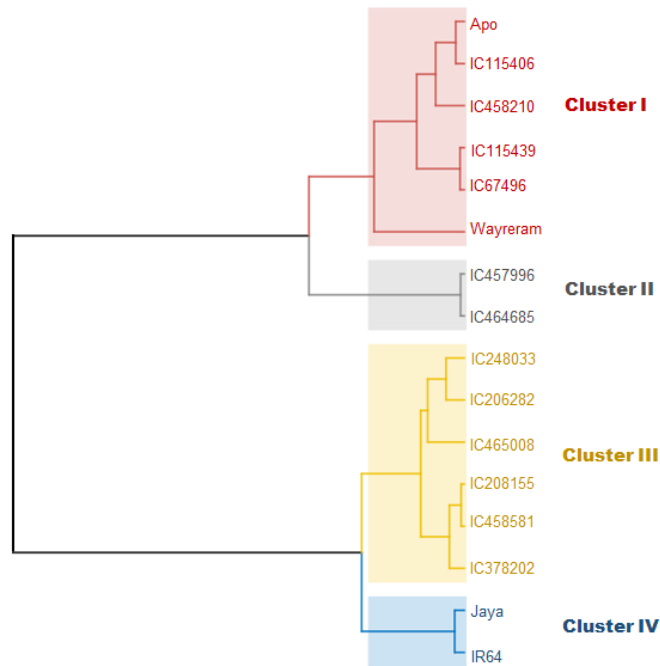 Apo
IC115406
IC458210
Cluster I
IC115439
IC67496
Wayreram
IC457996
Cluster II
IC464685
IC248033
IC206282
IC465008
Cluster III
IC208155
IC458581
IC378202
Jaya
Cluster IV
IR64